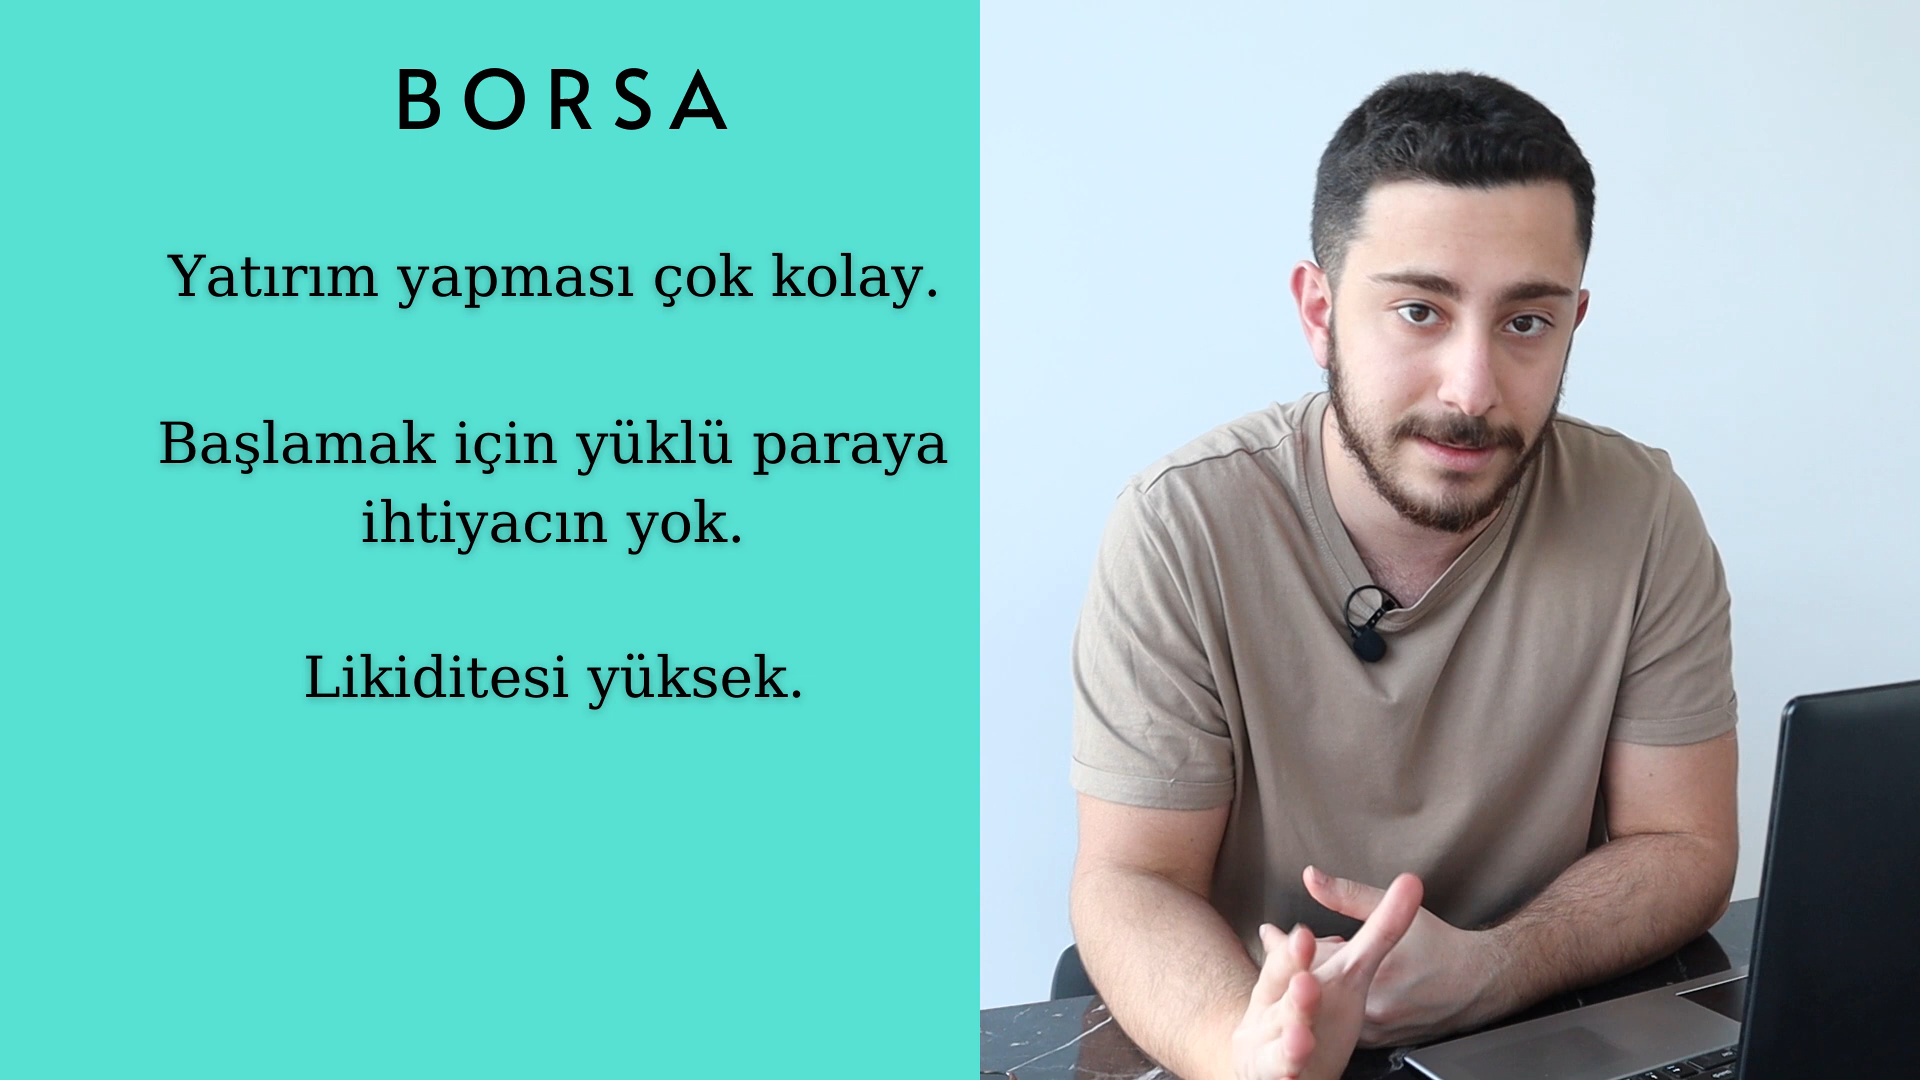 BORSA
Yatırım yapması çok kolay.
Başlamak için yüklü paraya
ihtiyacın yok.
Likiditesi yüksek.